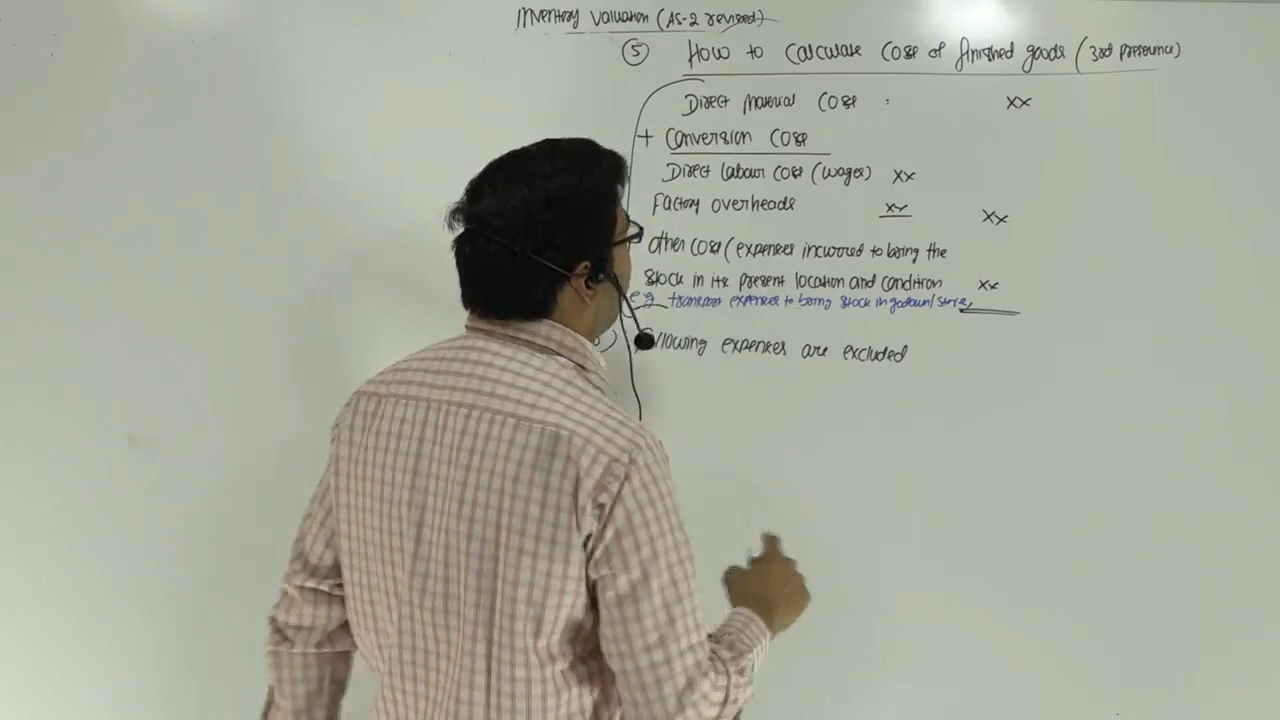 Inventory Valuation (AS-2 revised)
5 How to calculate cost of finished goods (3rd presence)
Direct Material Cost : xx
+ Conversion Cost
Direct labour cost (wages) xx
Factory overheads xx xx
other cost (expenses incurred to bring the
stock in its present location and condition xx
e.g. transport expenses to bring stock in godown/store,
llowing expenses are excluded